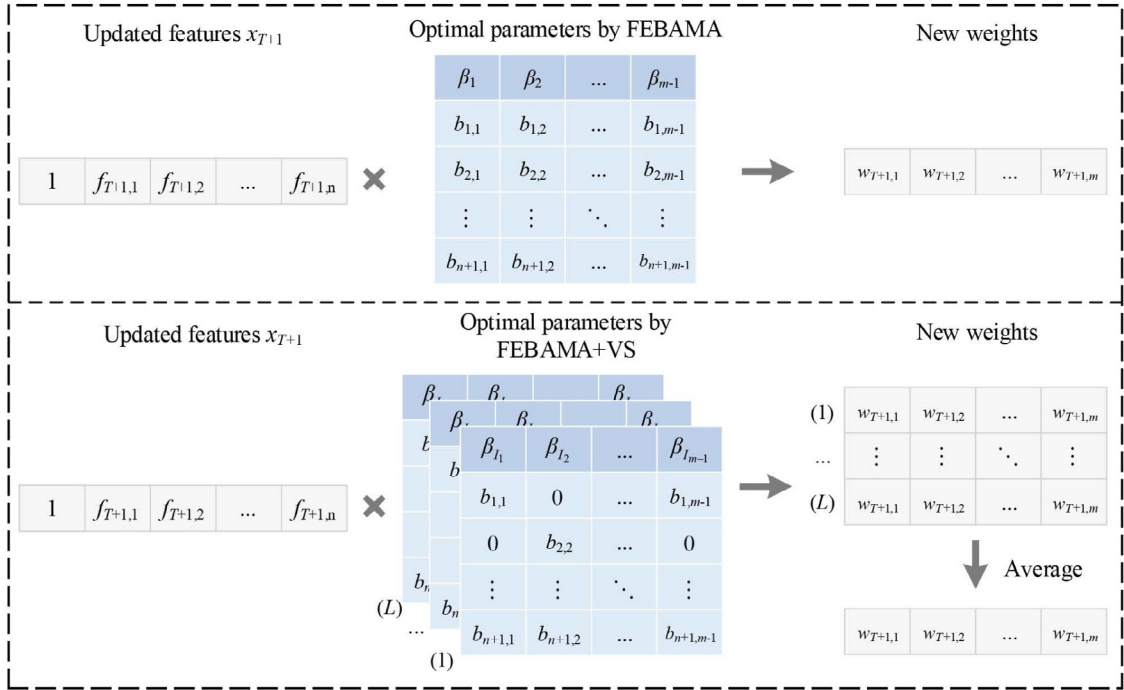 Updated features x_{T+1}
Optimal parameters by FEBAMA
New weights
β_1 β_2 ... β_{m-1}
b_{1,1} b_{1,2} ... b_{1,m-1}
1 f_{T+1,1} f_{T+1,2} ... f_{T+1,n} × b_{2,1} b_{2,2} ... b_{2,m-1} w_{T+1,1} w_{T+1,2} ... w_{T+1,m}
⋮ ⋮ ⋱ ⋮
b_{n+1,1} b_{n+1,2} ... b_{n+1,m-1}
Updated features x_{T+1}
Optimal parameters by
FEBAMA+VS
New weights
β_{I_1} β_{I_2} ... β_{I_{m-1}}
b_{1,1} 0 ... b_{1,m-1}
1 f_{T+1,1} f_{T+1,2} ... f_{T+1,n} × 0 b_{2,2} ... 0
⋮ ⋮ ⋱ ⋮
b_{n+1,1} b_{n+1,2} ... b_{n+1,m-1}
(L)
...
(1)
(1) w_{T+1,1} w_{T+1,2} ... w_{T+1,m}
... ⋮ ⋮ ⋱ ⋮
(L) w_{T+1,1} w_{T+1,2} ... w_{T+1,m}
Average
w_{T+1,1} w_{T+1,2} ... w_{T+1,m}